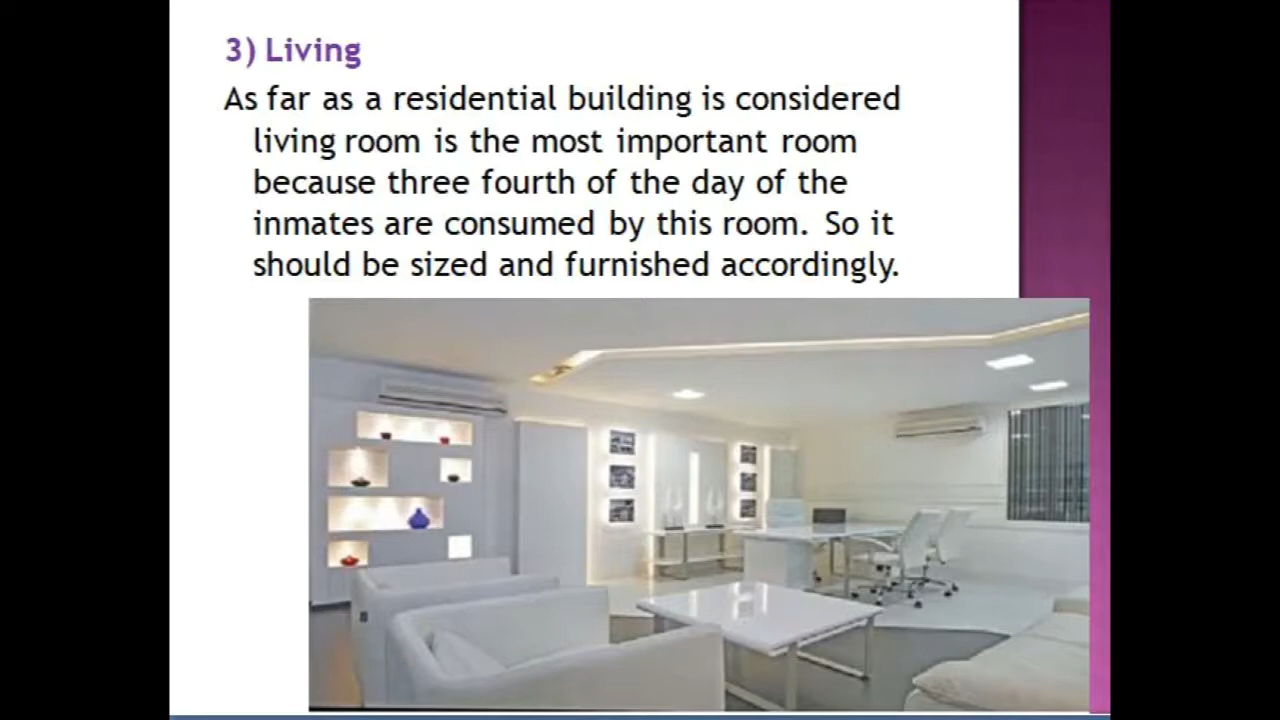 3) Living
As far as a residential building is considered
living room is the most important room
because three fourth of the day of the
inmates are consumed by this room. So it
should be sized and furnished accordingly.